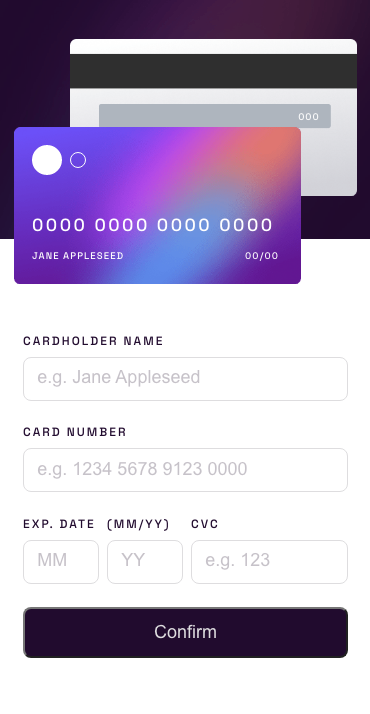 000
0000 0000 0000 0000
JANE APPLESEED 00/00
CARDHOLDER NAME
e.g. Jane Appleseed
CARD NUMBER
e.g. 1234 5678 9123 0000
EXP. DATE (MM/YY) CVC
MM YY e.g. 123
Confirm